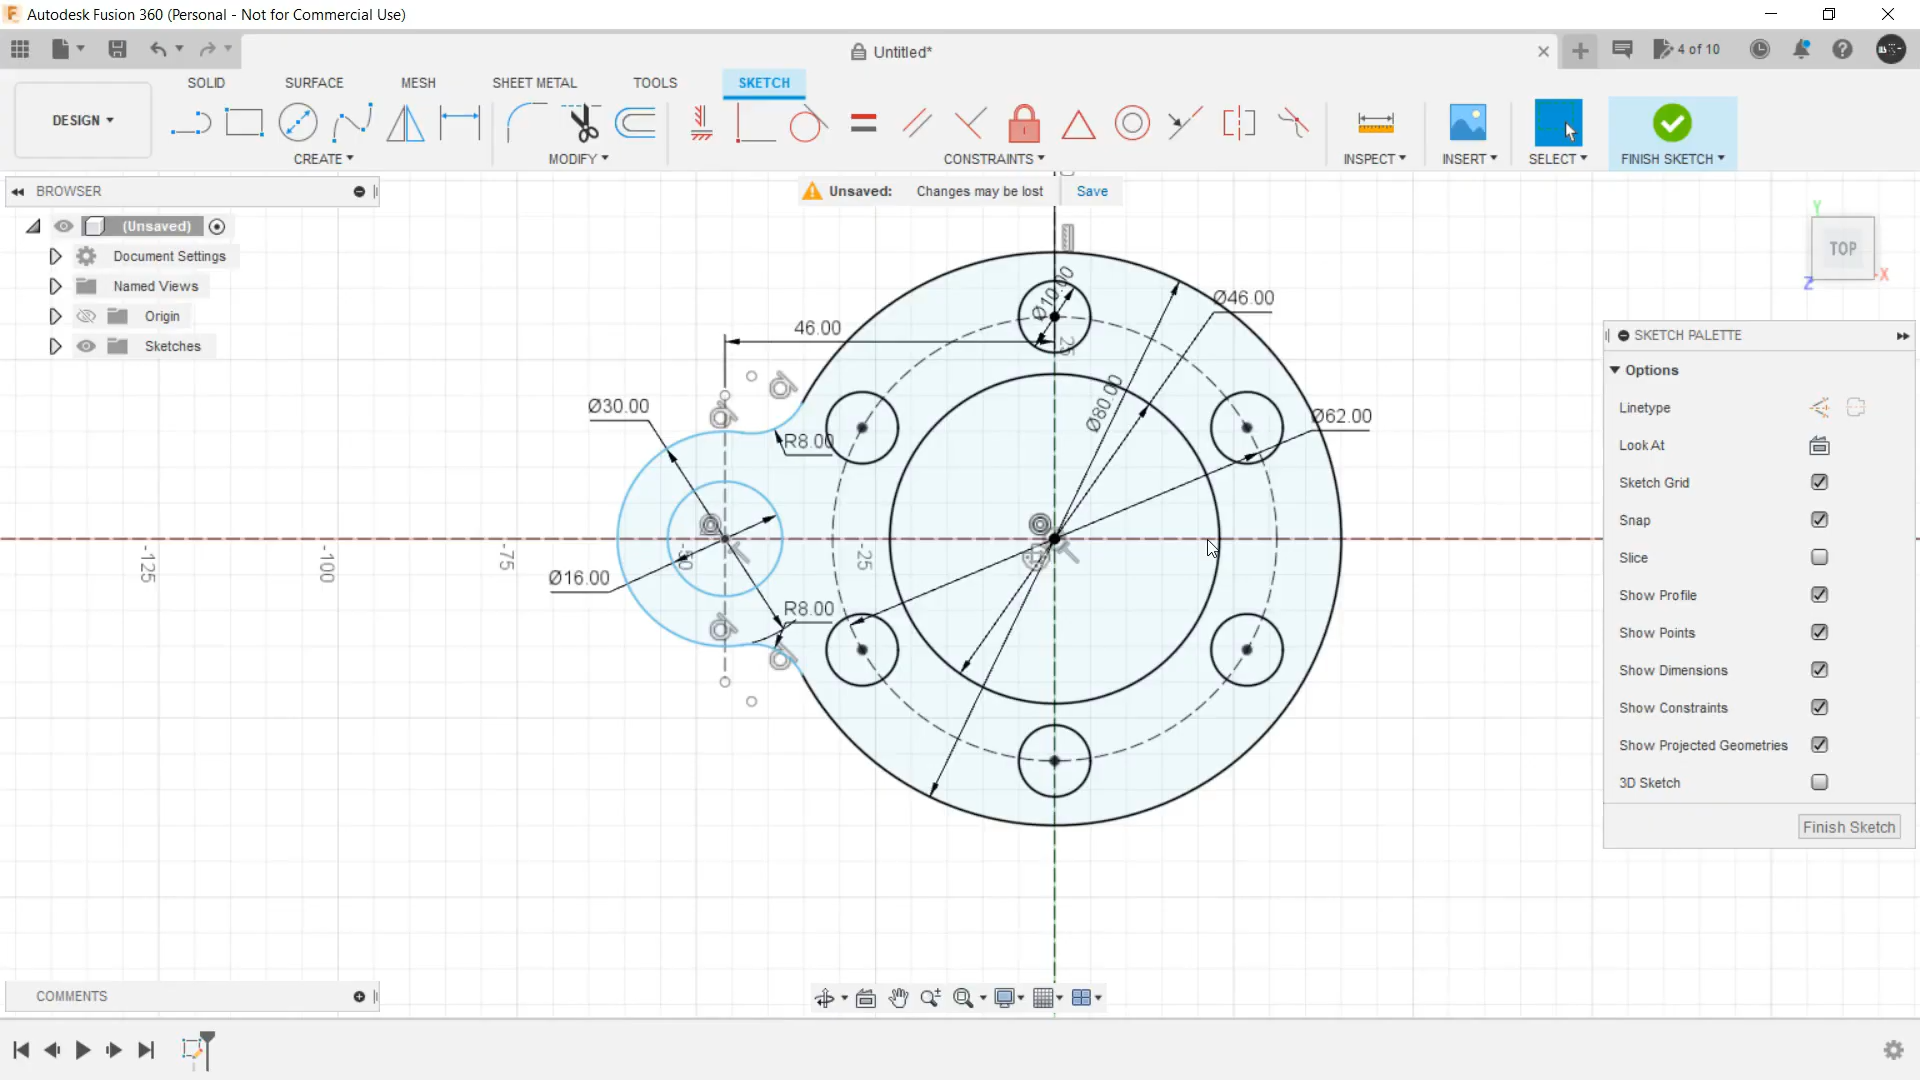 Autodesk Fusion 360 (Personal - Not for Commercial Use)
Untitled*
4 of 10
SOLID
SURFACE
MESH
SHEET METAL
TOOLS
SKETCH
DESIGN
CREATE
MODIFY
CONSTRAINTS
INSPECT
INSERT
SELECT
FINISH SKETCH
BROWSER
Unsaved: Changes may be lost Save
(Unsaved)
Document Settings
Named Views
Origin
Sketches
Y
TOP
-X
Z
Ø10.00
Ø46.00
46.00
25
Ø80.00
Ø30.00
Ø62.00
R8.00
-125
-100
-75
-50
-25
Ø16.00
R8.00
SKETCH PALETTE
Options
Linetype
Look At
Sketch Grid
Snap
Slice
Show Profile
Show Points
Show Dimensions
Show Constraints
Show Projected Geometries
3D Sketch
Finish Sketch
COMMENTS